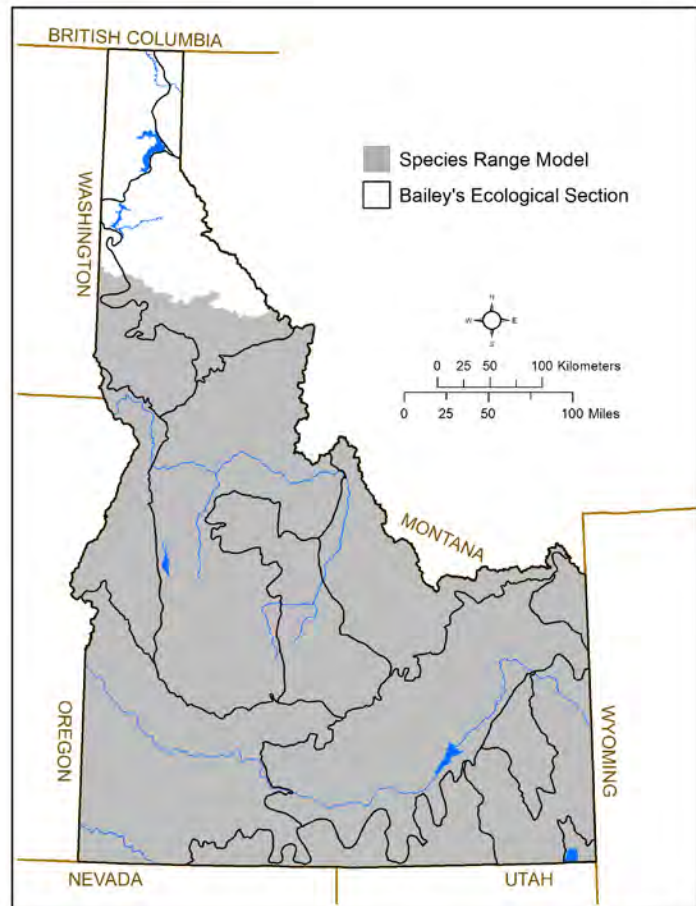 BRITISH COLUMBIA
Species Range Model
Bailey's Ecological Section
WASHINGTON
N
W E
S
0 25 50 100 Kilometers
0 25 50 100 Miles
MONTANA
OREGON
WYOMING
NEVADA
UTAH